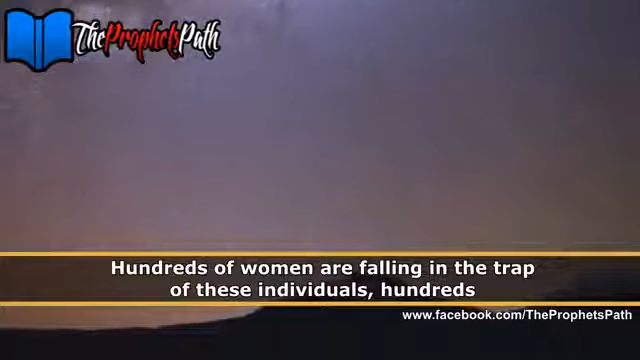 TheProphetsPath
Hundreds of women are falling in the trap
of these individuals, hundreds
www.facebook.com/TheProphetsPath